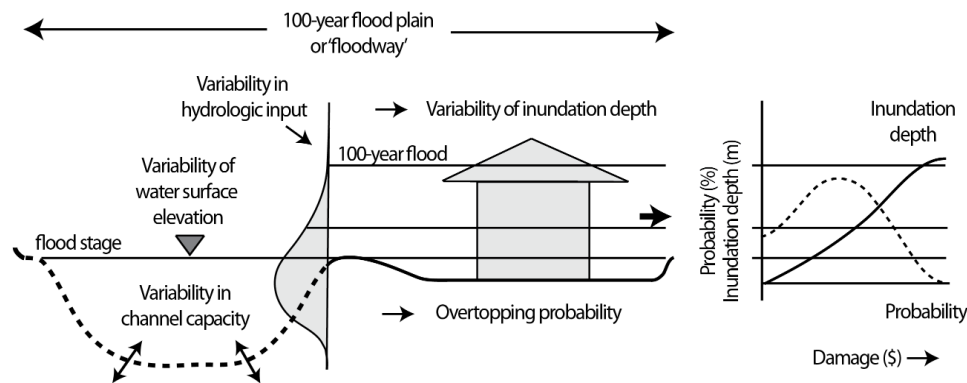 100-year flood plain
or 'floodway'
Variability in
hydrologic input
Variability of inundation depth
100-year flood
Variability of
water surface
elevation
flood stage
Variability in
channel capacity
Overtopping probability
Inundation
depth
Probability (%)
Inundation depth (m)
Probability
Damage ($)